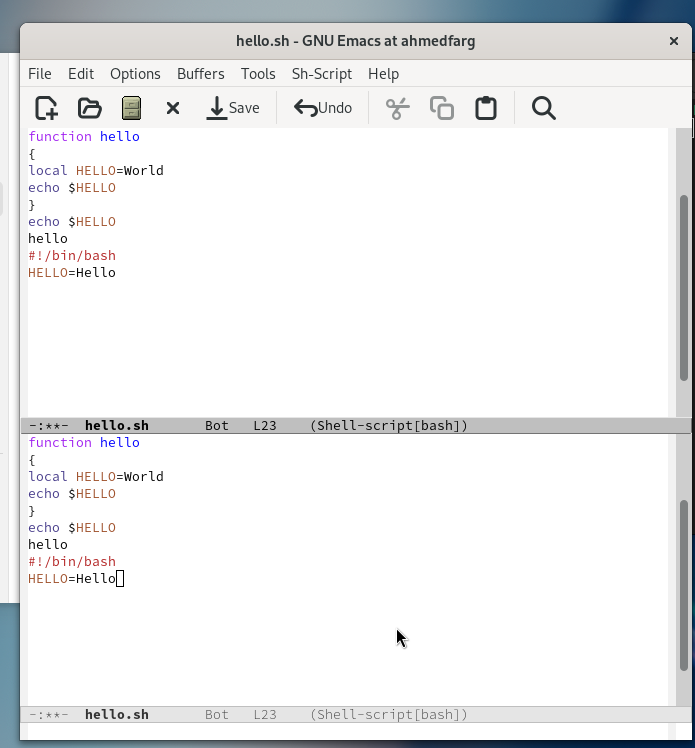 hello.sh - GNU Emacs at ahmedfarg
File Edit Options Buffers Tools Sh-Script Help
Save Undo
function hello
{
local HELLO=World
echo $HELLO
}
echo $HELLO
hello
#!/bin/bash
HELLO=Hello
-:**- hello.sh Bot L23 (Shell-script[bash])
function hello
{
local HELLO=World
echo $HELLO
}
echo $HELLO
hello
#!/bin/bash
HELLO=Hello
-:**- hello.sh Bot L23 (Shell-script[bash])